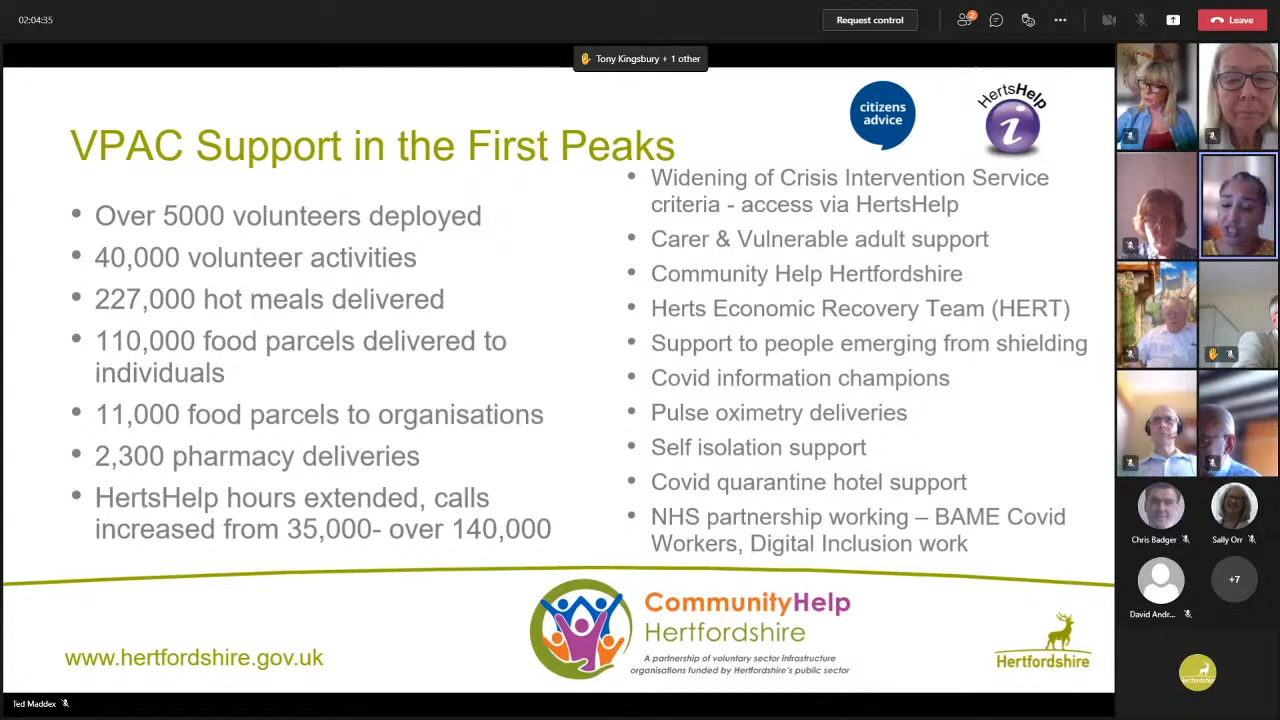 02:04:35
Request control
2
Leave
Tony Kingsbury + 1 other
citizens
advice
HertsHelp
i
VPAC Support in the First Peaks
• Over 5000 volunteers deployed
• 40,000 volunteer activities
• 227,000 hot meals delivered
• 110,000 food parcels delivered to
individuals
• 11,000 food parcels to organisations
• 2,300 pharmacy deliveries
• HertsHelp hours extended, calls
increased from 35,000- over 140,000
• Widening of Crisis Intervention Service
criteria - access via HertsHelp
• Carer & Vulnerable adult support
• Community Help Hertfordshire
• Herts Economic Recovery Team (HERT)
• Support to people emerging from shielding
• Covid information champions
• Pulse oximetry deliveries
• Self isolation support
• Covid quarantine hotel support
• NHS partnership working – BAME Covid
Workers, Digital Inclusion work
Chris Badger
Sally Orr
David Andr...
+7
CommunityHelp
Hertfordshire
A partnership of voluntary sector infrastructure
organisations funded by Hertfordshire's public sector
www.hertfordshire.gov.uk
Hertfordshire
Hertfordshire
Ted Maddex